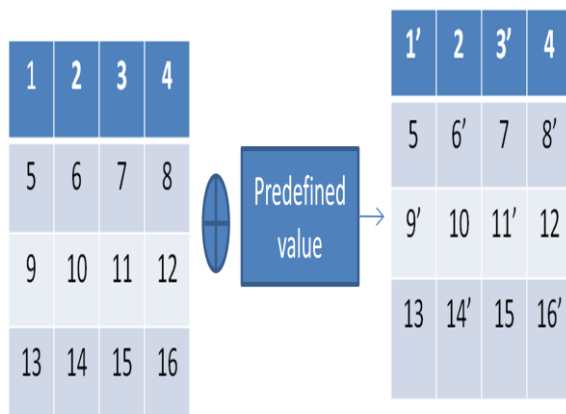 1 2 3 4
5 6 7 8
9 10 11 12
13 14 15 16
Predefined
value
1’ 2 3’ 4
5 6’ 7 8’
9’ 10 11’ 12
13 14’ 15 16’